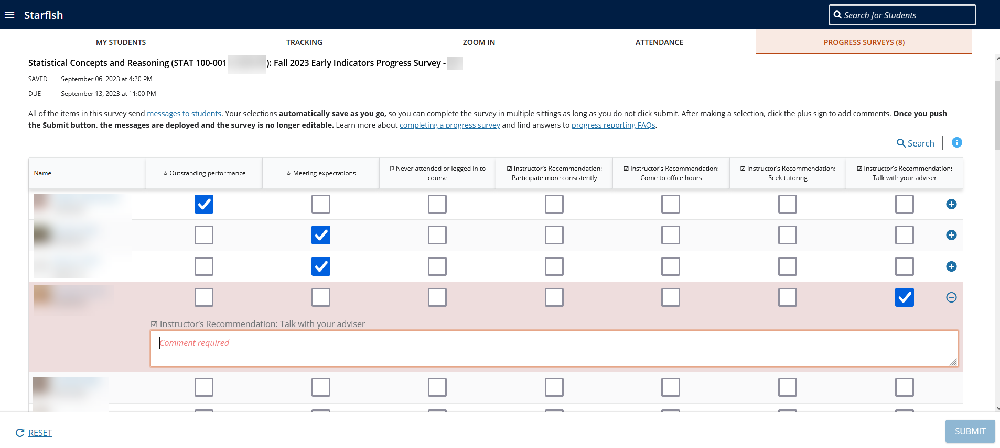 Starfish
Search for Students
MY STUDENTS
TRACKING
ZOOM IN
ATTENDANCE
PROGRESS SURVEYS (8)
Statistical Concepts and Reasoning (STAT 100-001 ): Fall 2023 Early Indicators Progress Survey -
SAVED September 06, 2023 at 4:20 PM
DUE September 13, 2023 at 11:00 PM
All of the items in this survey send messages to students. Your selections automatically save as you go, so you can complete the survey in multiple sittings as long as you do not click submit. After making a selection, click the plus sign to add comments. Once you push
the Submit button, the messages are deployed and the survey is no longer editable. Learn more about completing a progress survey and find answers to progress reporting FAQs.
Search
Name
☆ Outstanding performance
☆ Meeting expectations
⚐ Never attended or logged in to
course
☑ Instructor’s Recommendation:
Participate more consistently
☑ Instructor’s Recommendation:
Come to office hours
☑ Instructor’s Recommendation:
Seek tutoring
☑ Instructor’s Recommendation:
Talk with your adviser
☑ Instructor’s Recommendation: Talk with your adviser
Comment required
RESET
SUBMIT